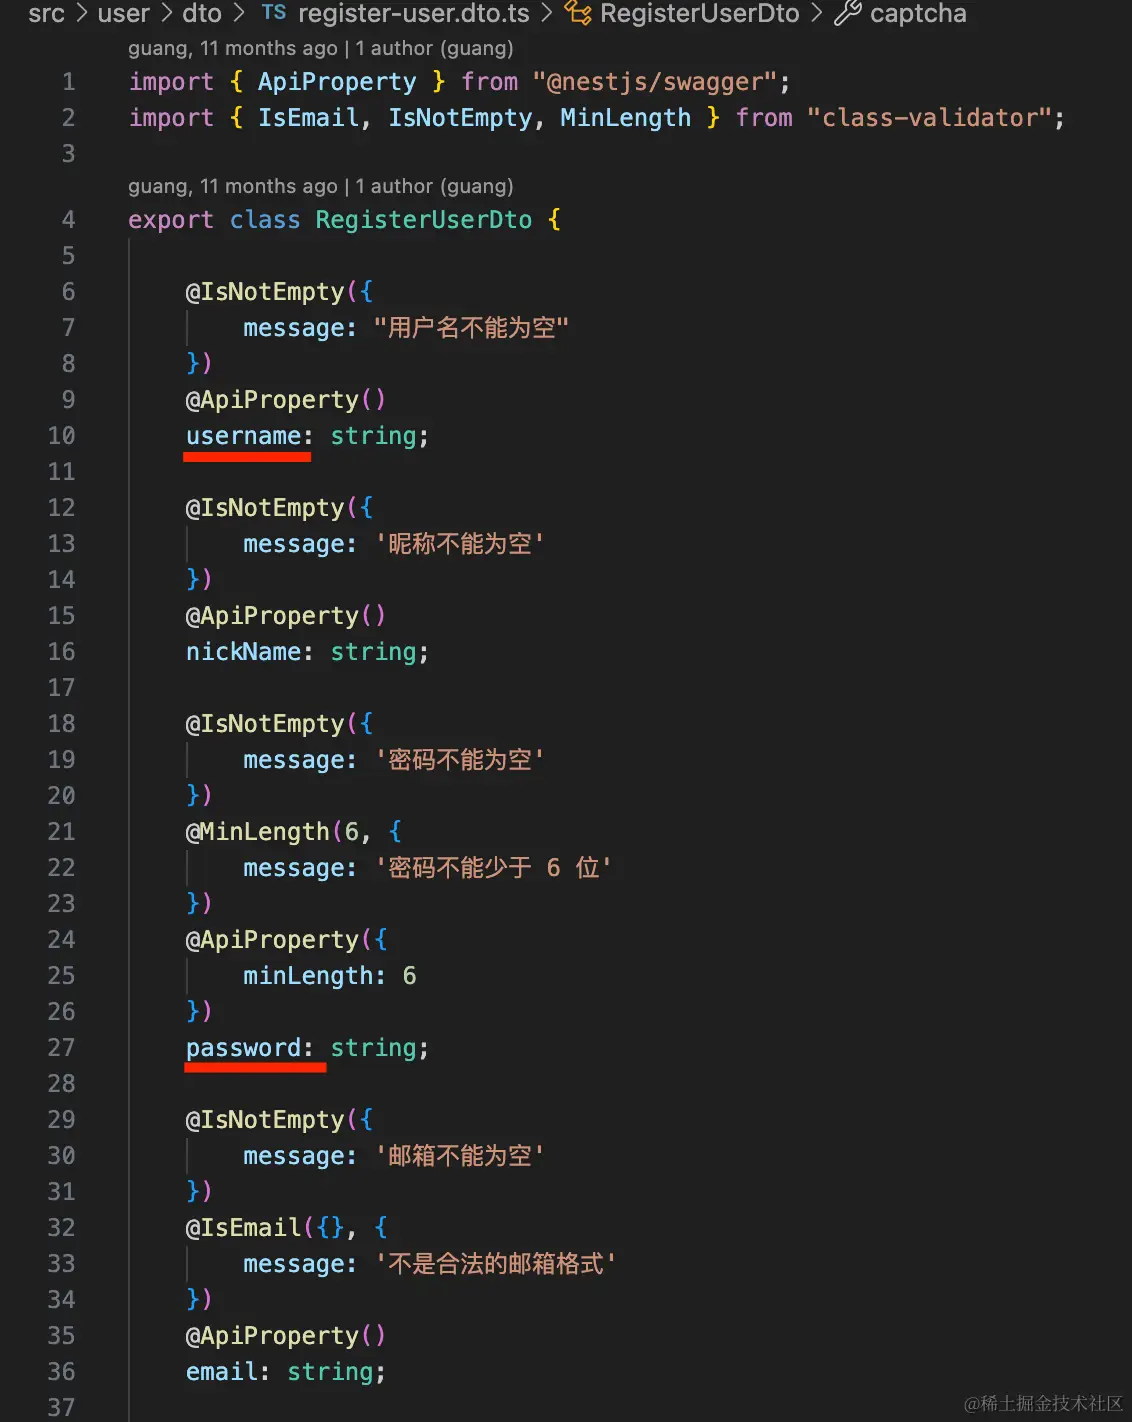 src > user > dto > TS register-user.dto.ts > RegisterUserDto > captcha
guang, 11 months ago | 1 author (guang)
1 import { ApiProperty } from "@nestjs/swagger";
2 import { IsEmail, IsNotEmpty, MinLength } from "class-validator";
3
guang, 11 months ago | 1 author (guang)
4 export class RegisterUserDto {
5
6 @IsNotEmpty({
7 message: "用户名不能为空"
8 })
9 @ApiProperty()
10 username: string;
11
12 @IsNotEmpty({
13 message: '昵称不能为空'
14 })
15 @ApiProperty()
16 nickName: string;
17
18 @IsNotEmpty({
19 message: '密码不能为空'
20 })
21 @MinLength(6, {
22 message: '密码不能少于 6 位'
23 })
24 @ApiProperty({
25 minLength: 6
26 })
27 password: string;
28
29 @IsNotEmpty({
30 message: '邮箱不能为空'
31 })
32 @IsEmail({}, {
33 message: '不是合法的邮箱格式'
34 })
35 @ApiProperty()
36 email: string;
37
@稀土掘金技术社区